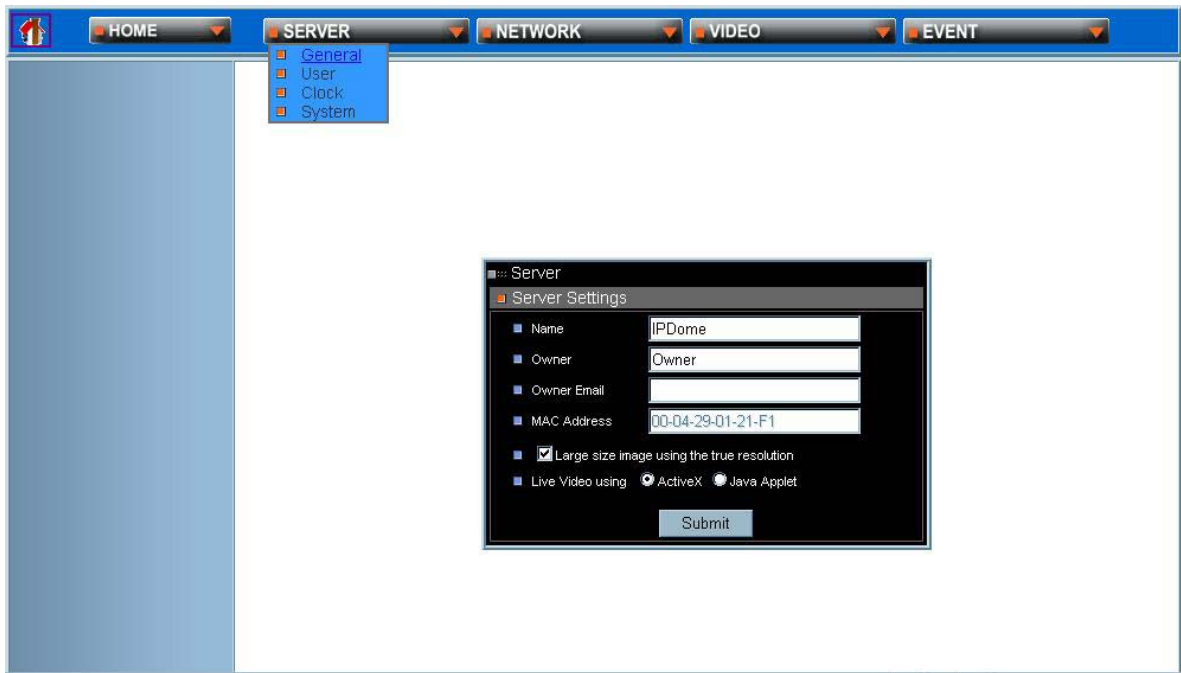 HOME SERVER NETWORK VIDEO EVENT
General
User
Clock
System
Server
Server Settings
Name IPDome
Owner Owner
Owner Email
MAC Address 00-04-29-01-21-F1
Large size image using the true resolution
Live Video using ActiveX Java Applet
Submit